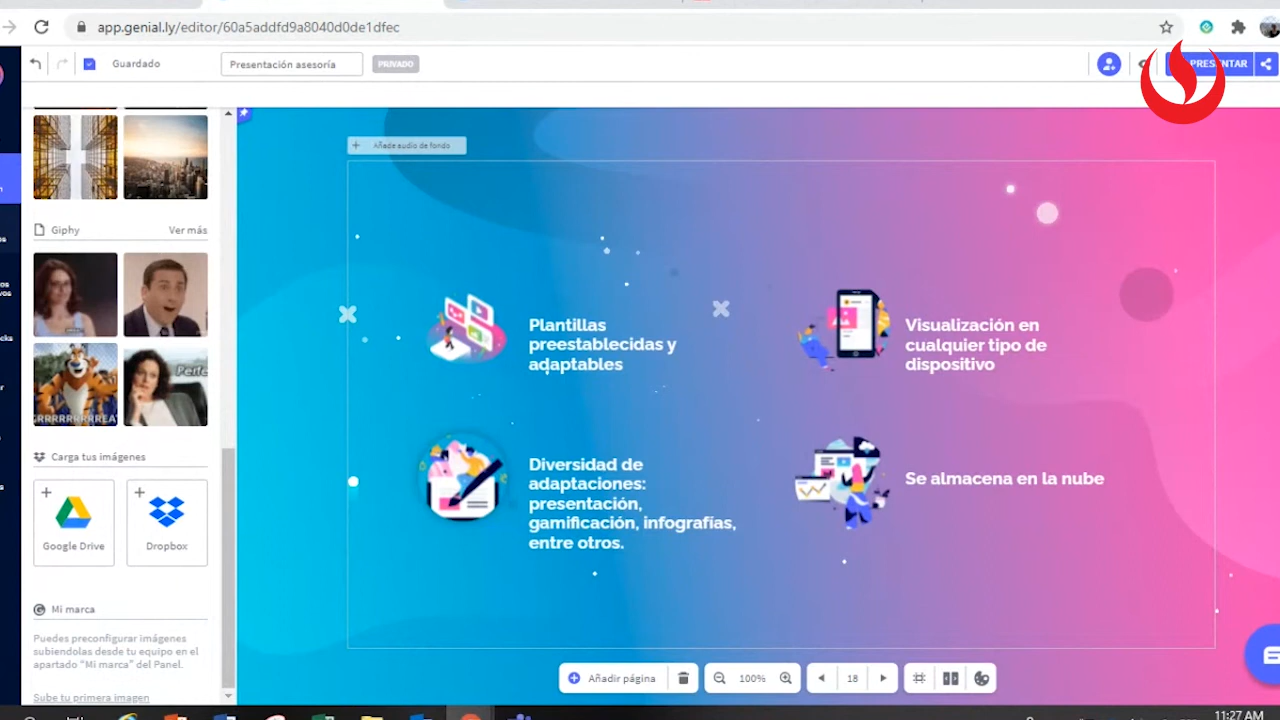 app.genial.ly/editor/60a5addfd9a8040d0de1dfec
Guardado
Presentación asesoría
PRIVADO
PRESENTAR
Añade audio de fondo
Giphy
Ver más
Perfe
GRRRRRRRREA
Carga tus imágenes
Google Drive
Dropbox
Mi marca
Puedes preconfigurar imágenes
subiendolas desde tu equipo en el
apartado "Mi marca" del Panel.
Sube tu primera imagen
Plantillas
preestablecidas y
adaptables
Visualización en
cualquier tipo de
dispositivo
Diversidad de
adaptaciones:
presentación,
gamificación, infografías,
entre otros.
Se almacena en la nube
Añadir página
100%
18
11:27 AM